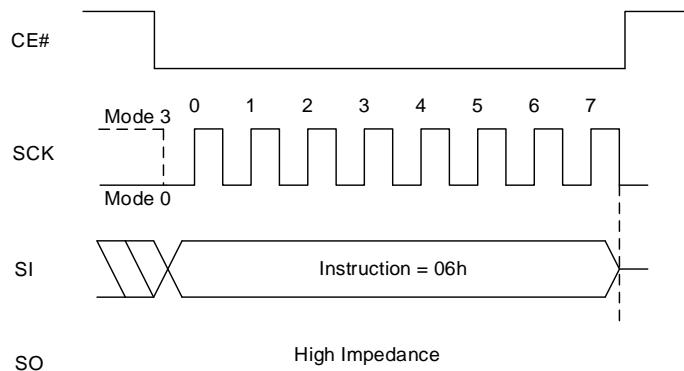 CE#
Mode 3
0 1 2 3 4 5 6 7
SCK
Mode 0
SI
Instruction = 06h
SO
High Impedance